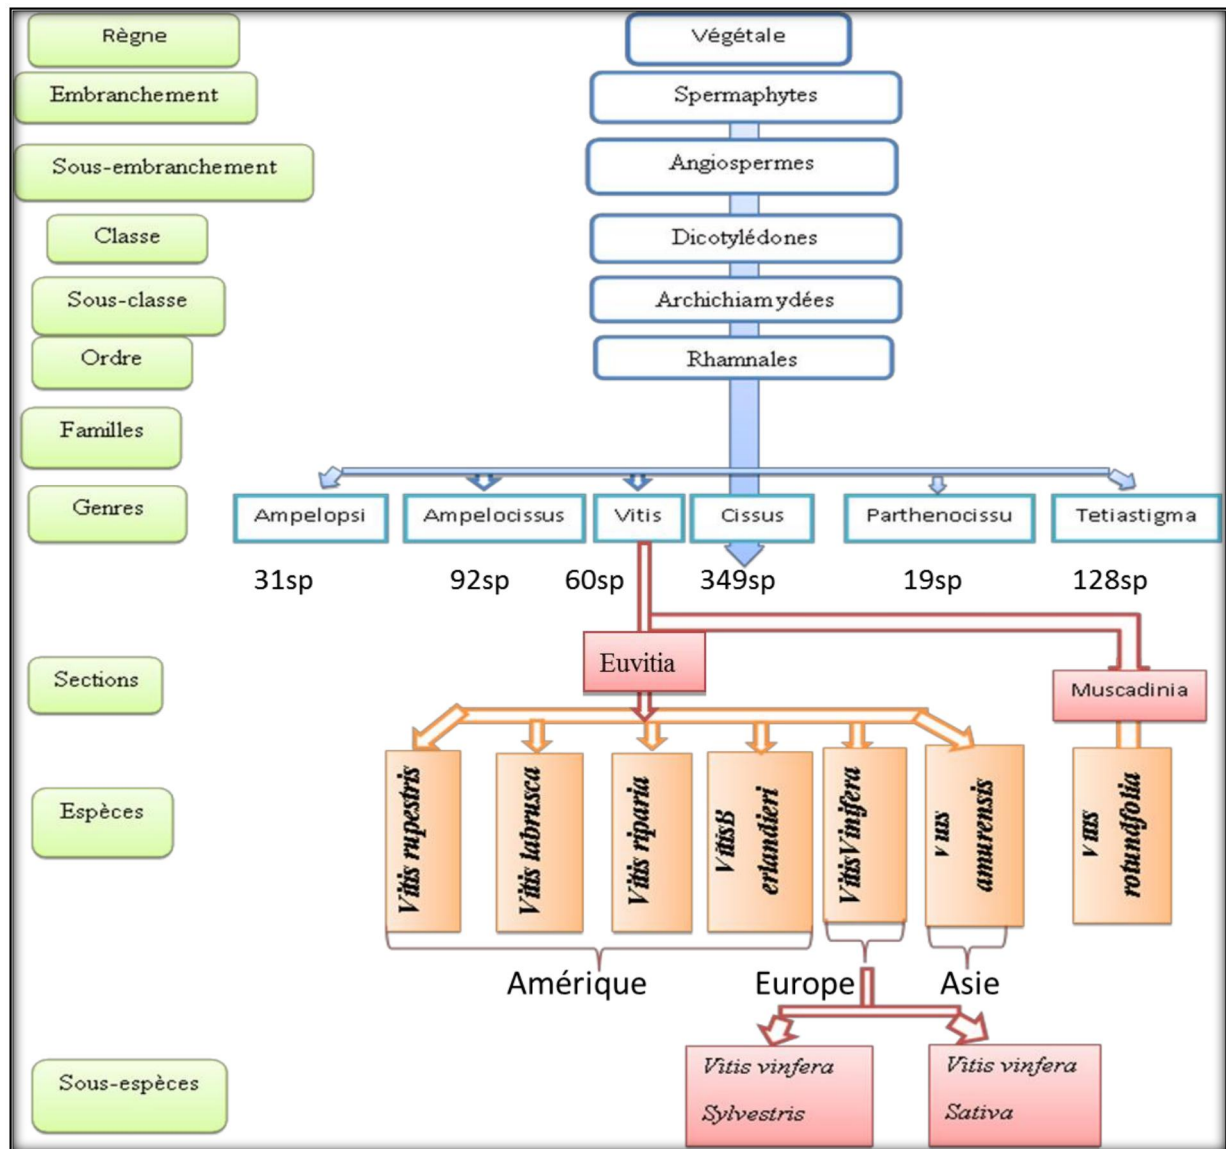 Règne
Végétale
Embranchement
Spermaphytes
Sous-embranchement
Angiospermes
Classe
Dicotylédones
Sous-classe
Archichiamydées
Ordre
Rhamnales
Familles
Genres
Ampelopsi
Ampelocissus
Vitis
Cissus
Parthenocissu
Tetiastigma
31sp
92sp
60sp
349sp
19sp
128sp
Euvitia
Sections
Muscadinia
Espèces
Vitis rupestris
Vitis labrusca
Vitis riparia
VitisB
erlandieri
VitisVinifera
amurensis
rotundfolia
Amérique
Europe
Asie
Sous-espèces
Vitis vinfera
Sylvestris
Vitis vinfera
Sativa